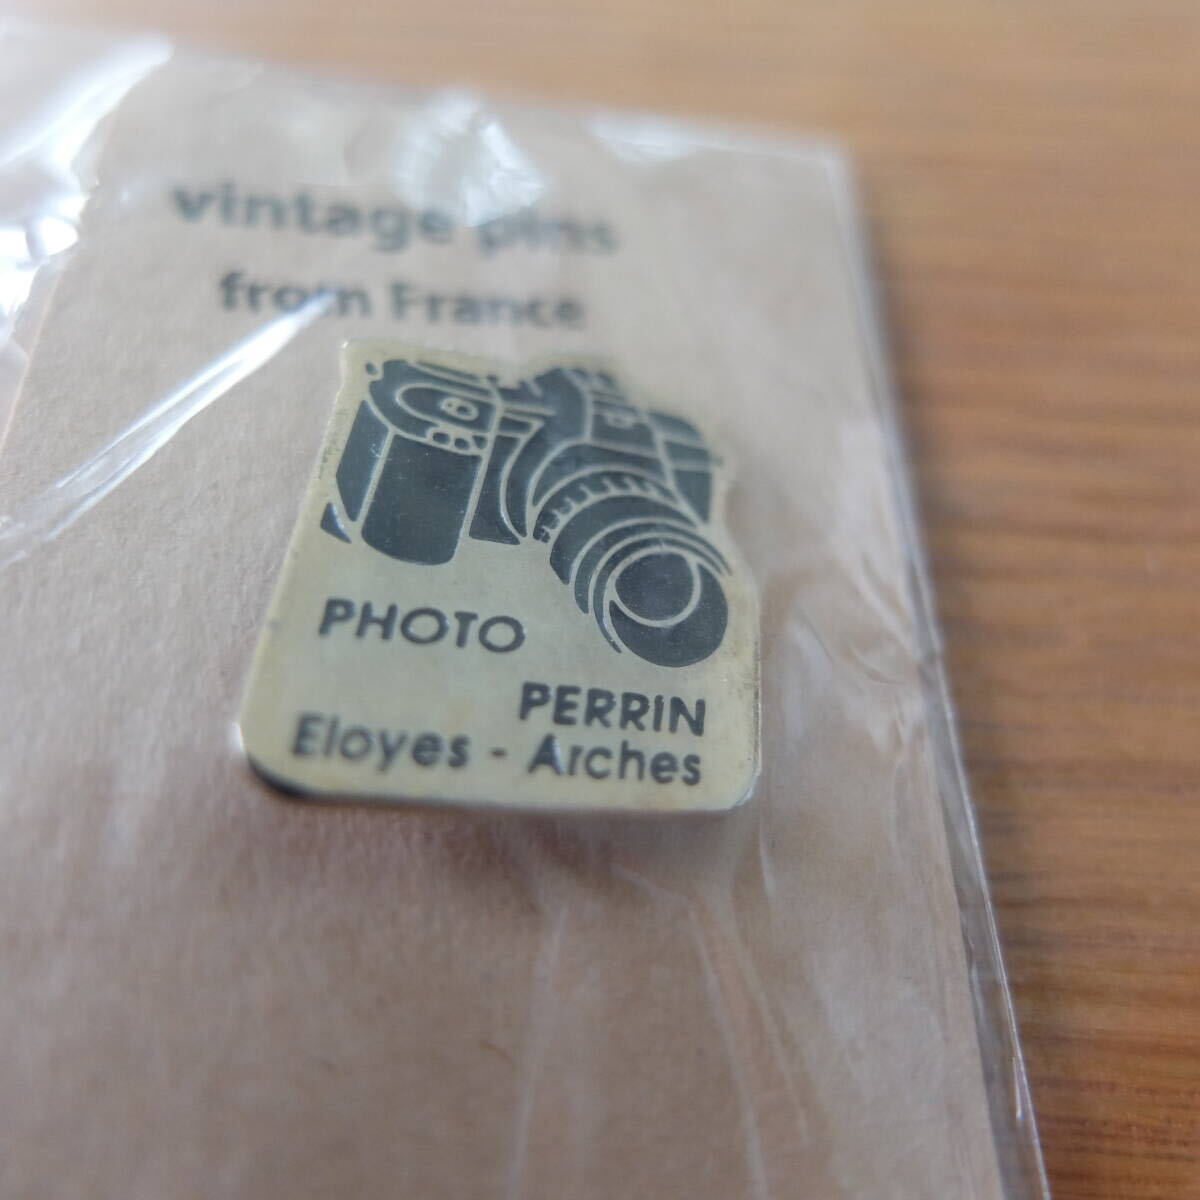 vintage pins
from France
PHOTO
PERRIN
Eloyes - Arches